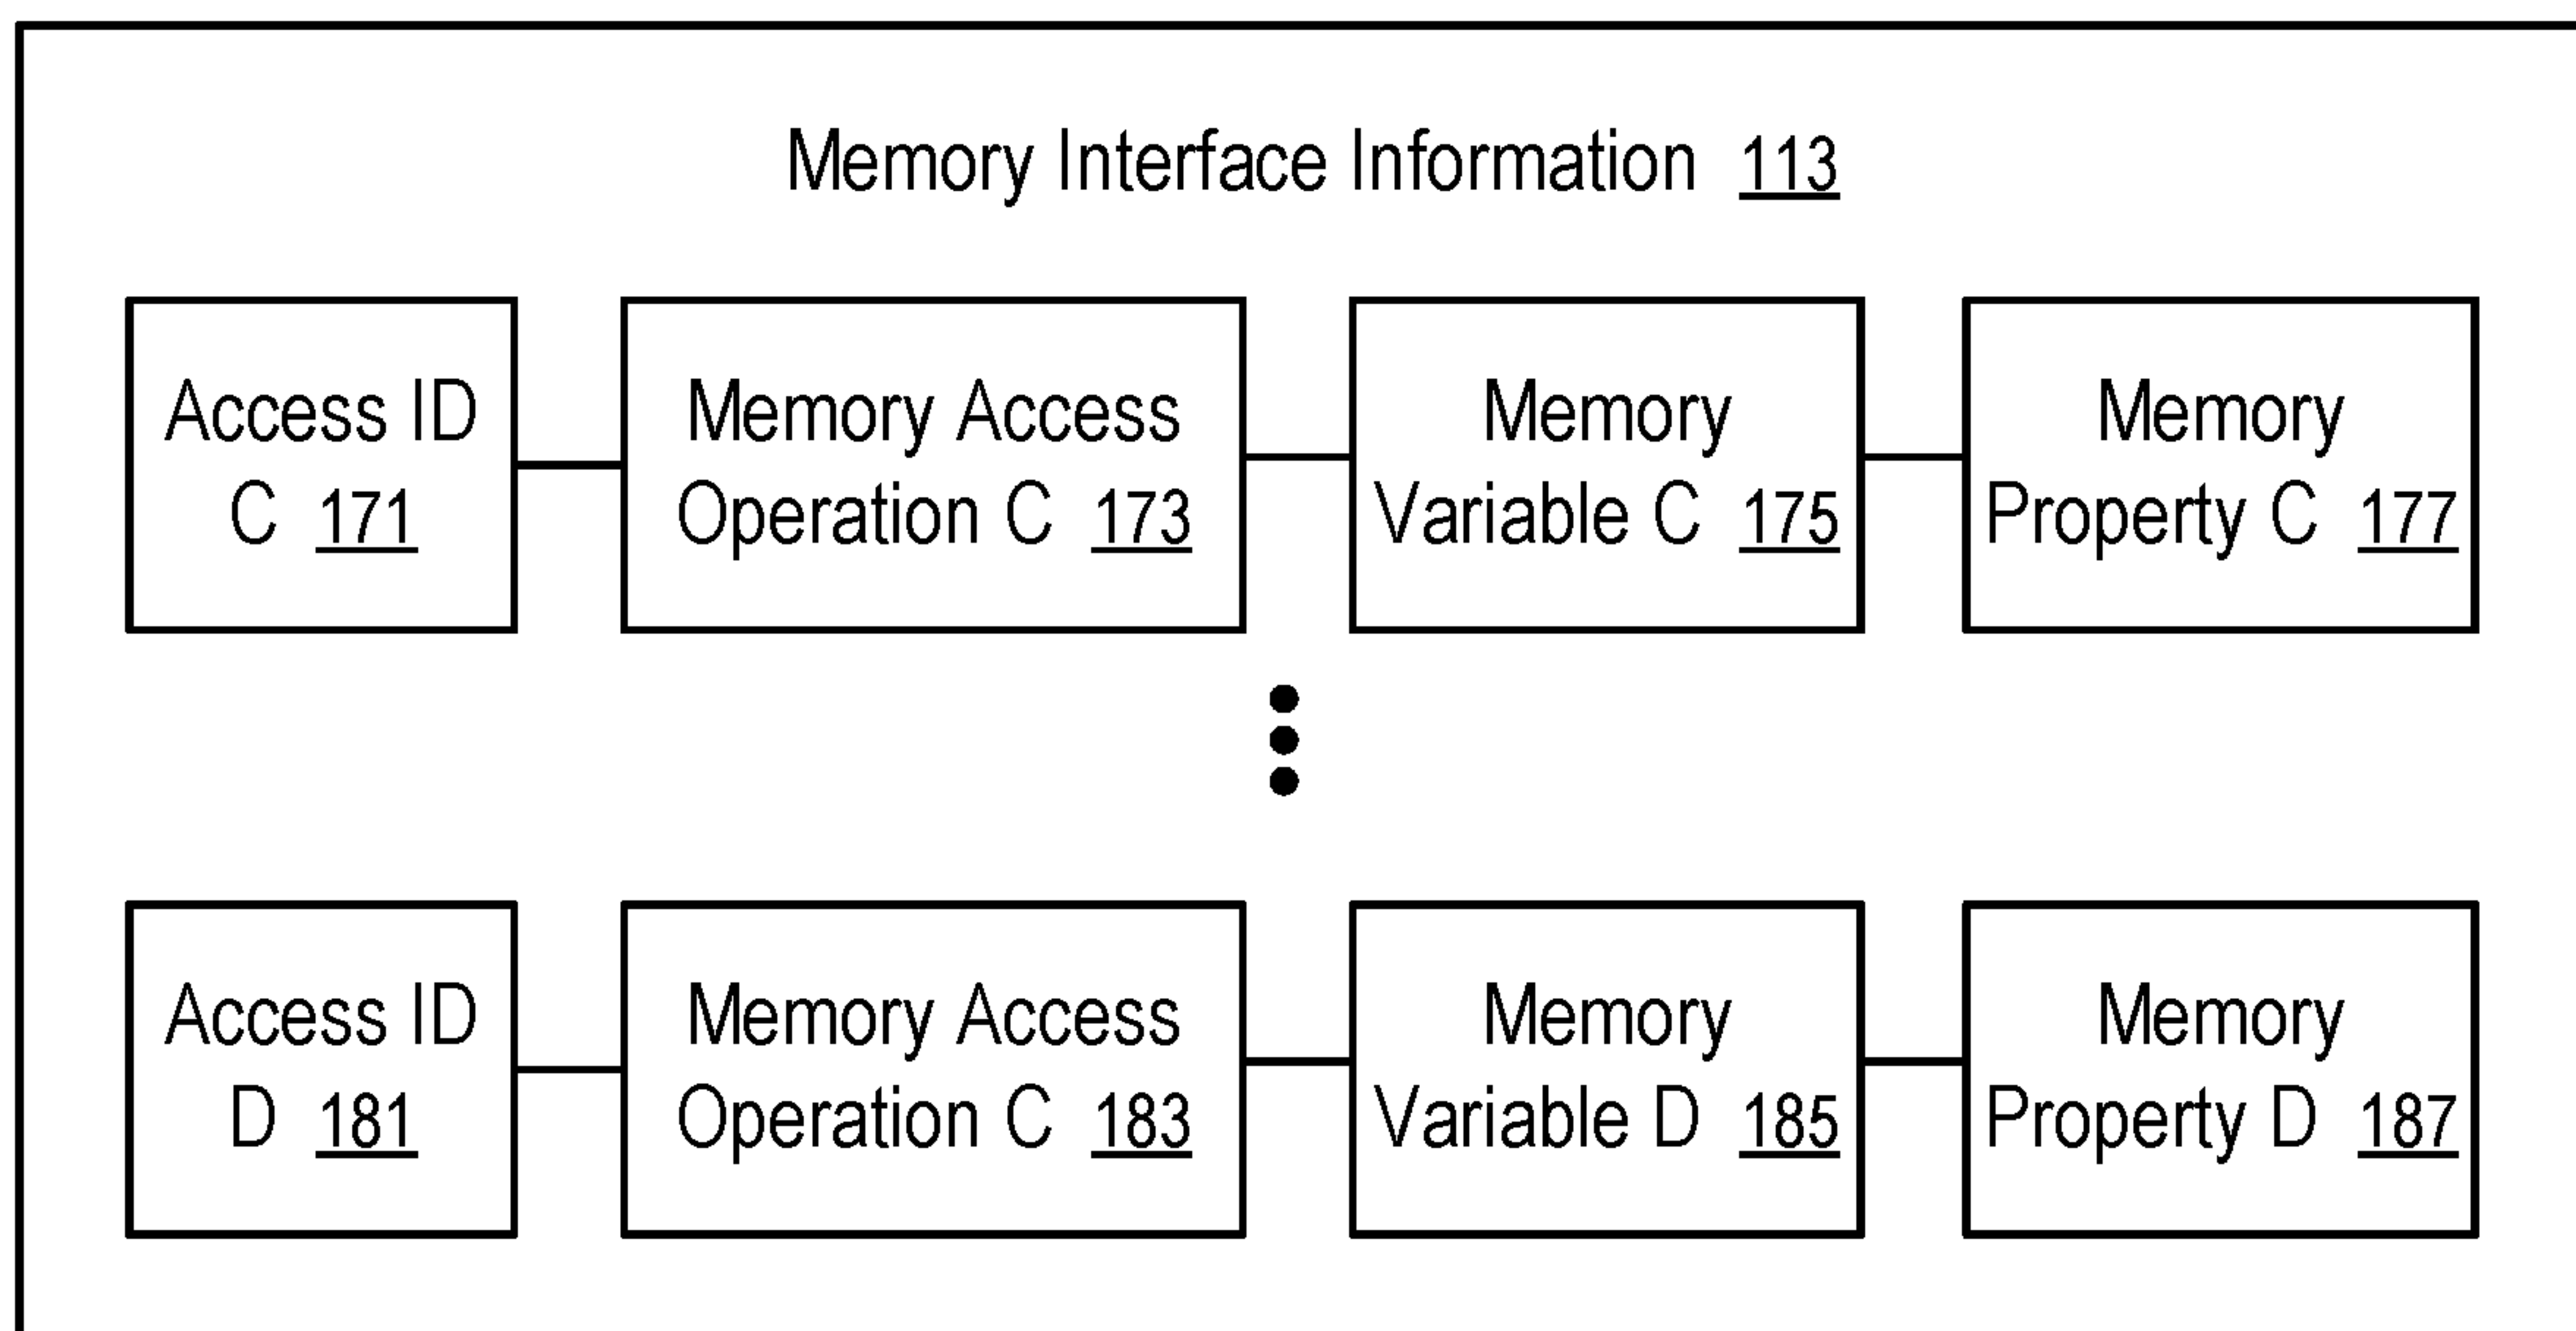 Memory Interface Information 113
Access ID
C 171
Memory Access
Operation C 173
Memory
Variable C 175
Memory
Property C 177
Access ID
D 181
Memory Access
Operation C 183
Memory
Variable D 185
Memory
Property D 187